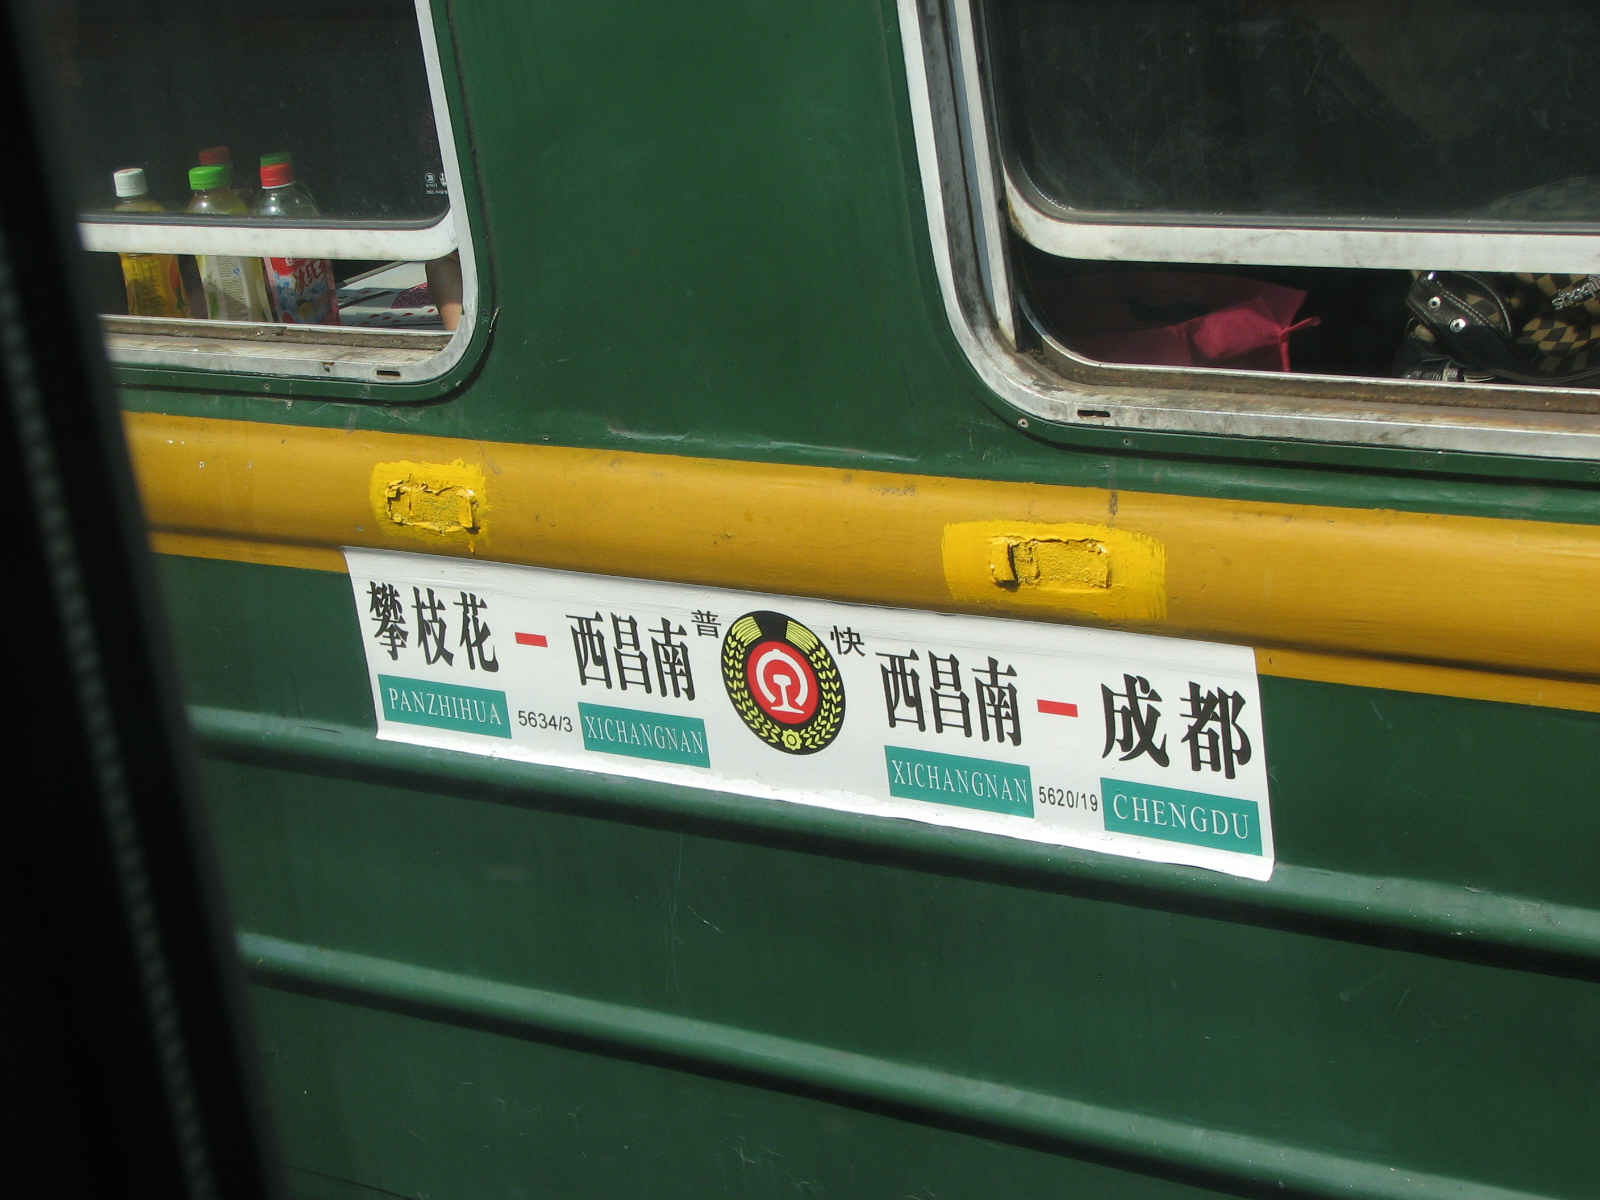 攀枝花 - 西昌南 普 快 西昌南 - 成都
PANZHIHUA 5634/3 XICHANGNAN XICHANGNAN 5620/19 CHENGDU